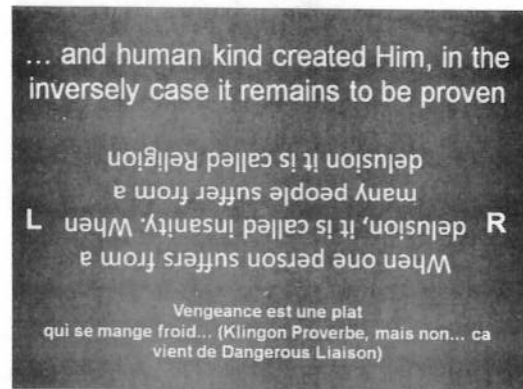 … and human kind created Him, in the
inversely case it remains to be proven
When one person suffers from a
delusion, it is called insanity. When
many people suffer from a
delusion it is called Religion
L
R
Vengeance est une plat
qui se mange froid... (Klingon Proverbe, mais non... ca
vient de Dangerous Liaison)